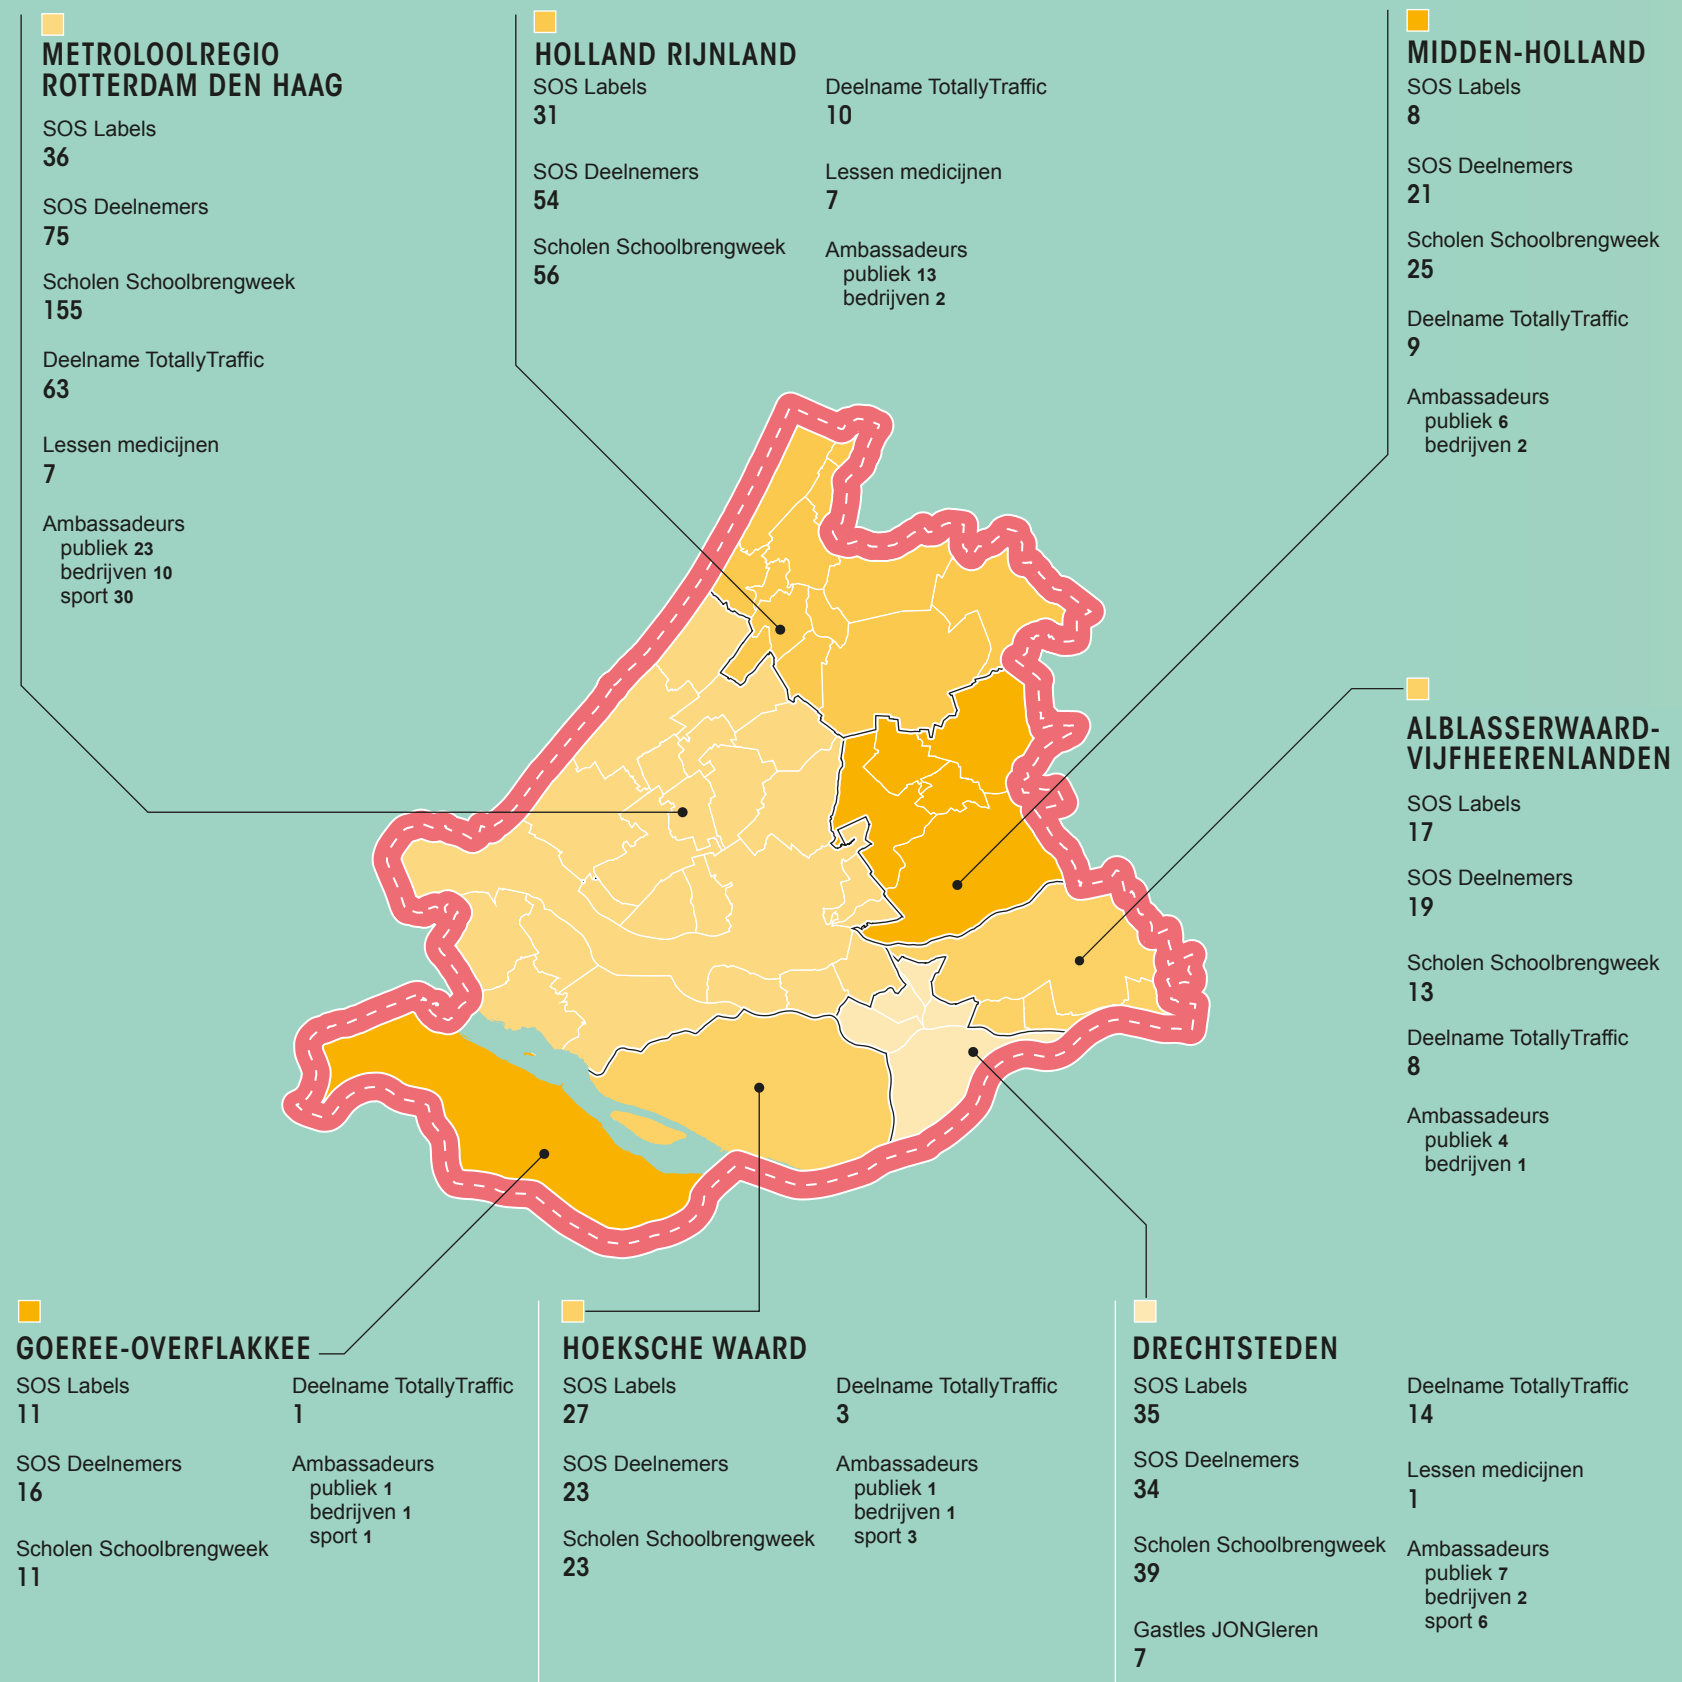 METROLOOLREGIO
ROTTERDAM DEN HAAG
SOS Labels
36
SOS Deelnemers
75
Scholen Schoolbrengweek
155
Deelname TotallyTraffic
63
Lessen medicijnen
7
Ambassadeurs
publiek 23
bedrijven 10
sport 30
HOLLAND RIJNLAND
SOS Labels
31
SOS Deelnemers
54
Scholen Schoolbrengweek
56
Deelname TotallyTraffic
10
Lessen medicijnen
7
Ambassadeurs
publiek 13
bedrijven 2
MIDDEN-HOLLAND
SOS Labels
8
SOS Deelnemers
21
Scholen Schoolbrengweek
25
Deelname TotallyTraffic
9
Ambassadeurs
publiek 6
bedrijven 2
ALBLASSERWAARD-
VIJFHEERENLANDEN
SOS Labels
17
SOS Deelnemers
19
Scholen Schoolbrengweek
13
Deelname TotallyTraffic
8
Ambassadeurs
publiek 4
bedrijven 1
GOEREE-OVERFLAKKEE
SOS Labels
11
SOS Deelnemers
16
Scholen Schoolbrengweek
11
Deelname TotallyTraffic
1
Ambassadeurs
publiek 1
bedrijven 1
sport 1
HOEKSCHE WAARD
SOS Labels
27
SOS Deelnemers
23
Scholen Schoolbrengweek
23
Deelname TotallyTraffic
3
Ambassadeurs
publiek 1
bedrijven 1
sport 3
DRECHTSTEDEN
SOS Labels
35
SOS Deelnemers
34
Scholen Schoolbrengweek
39
Gastles JONGleren
7
Deelname TotallyTraffic
14
Lessen medicijnen
1
Ambassadeurs
publiek 7
bedrijven 2
sport 6